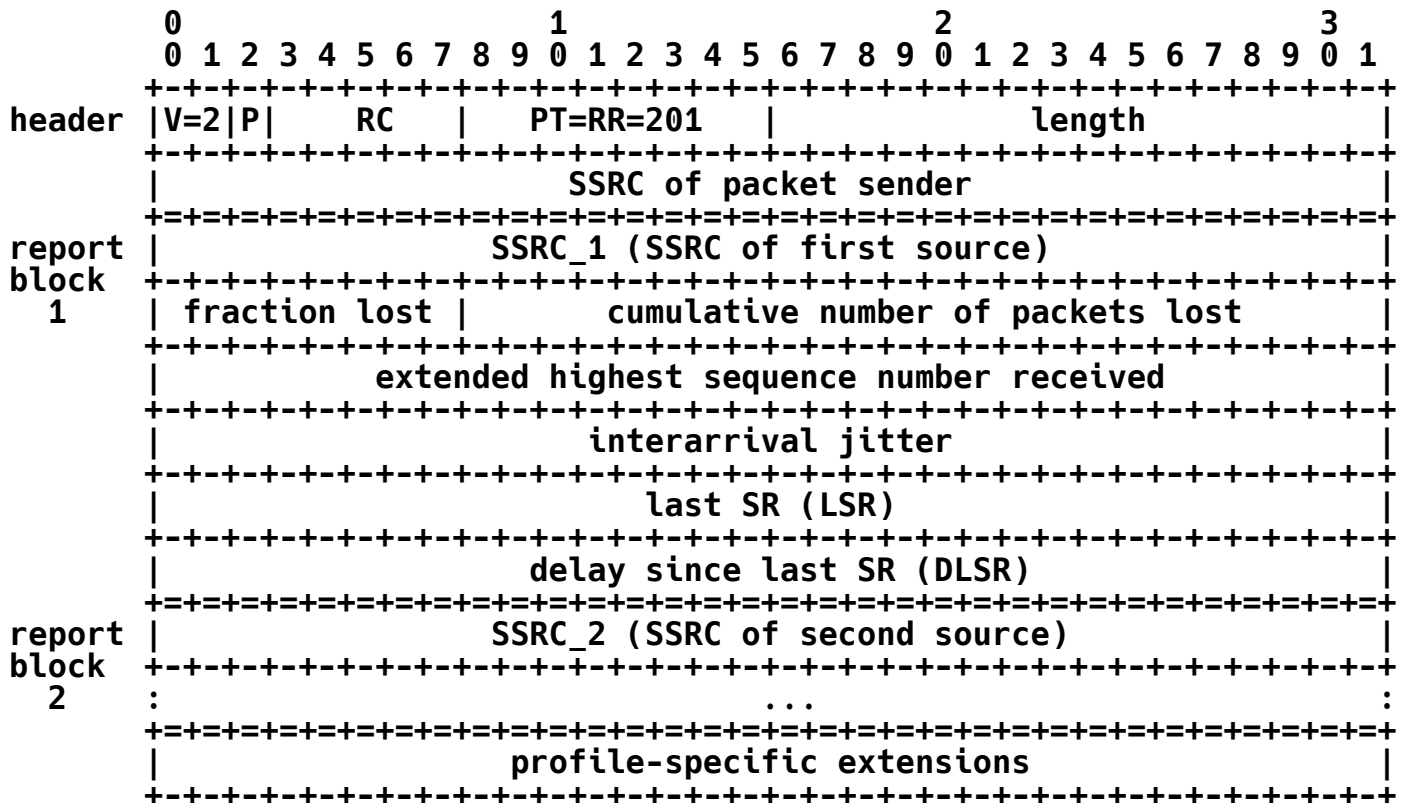 0                   1                   2                   3
        0 1 2 3 4 5 6 7 8 9 0 1 2 3 4 5 6 7 8 9 0 1 2 3 4 5 6 7 8 9 0 1
       +-+-+-+-+-+-+-+-+-+-+-+-+-+-+-+-+-+-+-+-+-+-+-+-+-+-+-+-+-+-+-+-+
header |V=2|P|    RC   |   PT=RR=201   |             length            |
       +-+-+-+-+-+-+-+-+-+-+-+-+-+-+-+-+-+-+-+-+-+-+-+-+-+-+-+-+-+-+-+-+
       |                     SSRC of packet sender                     |
       +=+=+=+=+=+=+=+=+=+=+=+=+=+=+=+=+=+=+=+=+=+=+=+=+=+=+=+=+=+=+=+=+
report |                 SSRC_1 (SSRC of first source)                 |
block  +-+-+-+-+-+-+-+-+-+-+-+-+-+-+-+-+-+-+-+-+-+-+-+-+-+-+-+-+-+-+-+-+
  1    | fraction lost |       cumulative number of packets lost       |
       +-+-+-+-+-+-+-+-+-+-+-+-+-+-+-+-+-+-+-+-+-+-+-+-+-+-+-+-+-+-+-+-+
       |           extended highest sequence number received           |
       +-+-+-+-+-+-+-+-+-+-+-+-+-+-+-+-+-+-+-+-+-+-+-+-+-+-+-+-+-+-+-+-+
       |                      interarrival jitter                      |
       +-+-+-+-+-+-+-+-+-+-+-+-+-+-+-+-+-+-+-+-+-+-+-+-+-+-+-+-+-+-+-+-+
       |                         last SR (LSR)                         |
       +-+-+-+-+-+-+-+-+-+-+-+-+-+-+-+-+-+-+-+-+-+-+-+-+-+-+-+-+-+-+-+-+
       |                   delay since last SR (DLSR)                  |
       +=+=+=+=+=+=+=+=+=+=+=+=+=+=+=+=+=+=+=+=+=+=+=+=+=+=+=+=+=+=+=+=+
report |                 SSRC_2 (SSRC of second source)                |
block  +-+-+-+-+-+-+-+-+-+-+-+-+-+-+-+-+-+-+-+-+-+-+-+-+-+-+-+-+-+-+-+-+
  2    :                               ...                             :
       +=+=+=+=+=+=+=+=+=+=+=+=+=+=+=+=+=+=+=+=+=+=+=+=+=+=+=+=+=+=+=+=+
       |                  profile-specific extensions                  |
       +-+-+-+-+-+-+-+-+-+-+-+-+-+-+-+-+-+-+-+-+-+-+-+-+-+-+-+-+-+-+-+-+